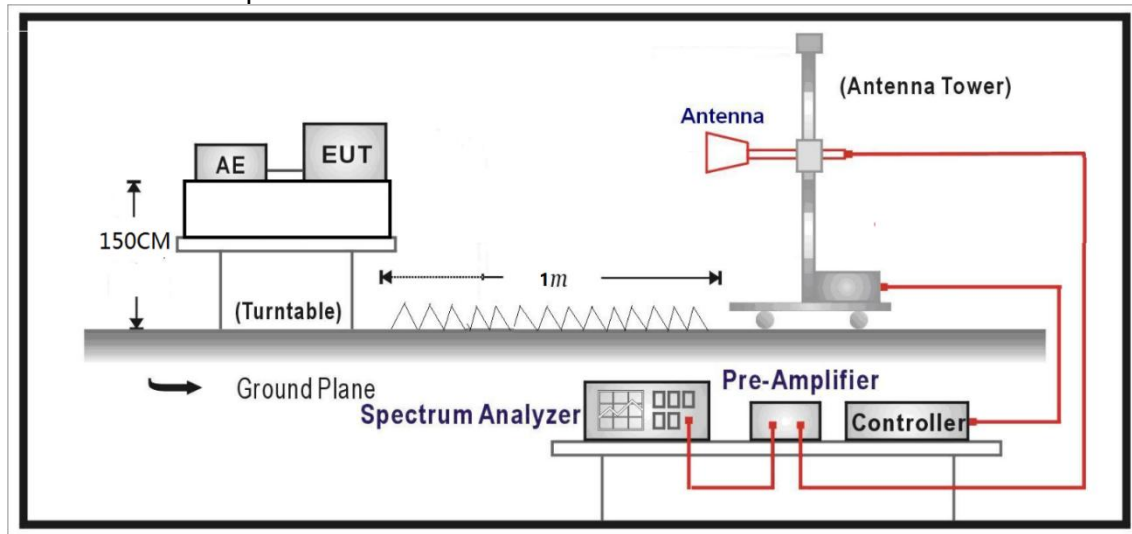 (Antenna Tower)
Antenna
AE
EUT
150CM
1m
(Turntable)
Ground Plane
Pre-Amplifier
Spectrum Analyzer
Controller